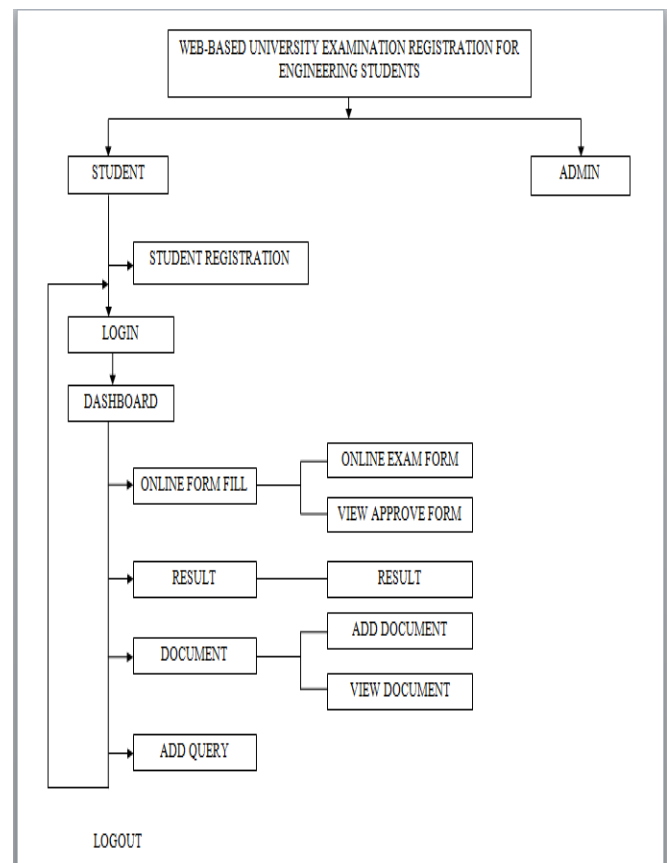 WEB-BASED UNIVERSITY EXAMINATION REGISTRATION FOR
ENGINEERING STUDENTS
STUDENT
ADMIN
STUDENT REGISTRATION
LOGIN
DASHBOARD
ONLINE FORM FILL
ONLINE EXAM FORM
VIEW APPROVE FORM
RESULT
RESULT
DOCUMENT
ADD DOCUMENT
VIEW DOCUMENT
ADD QUERY
LOGOUT